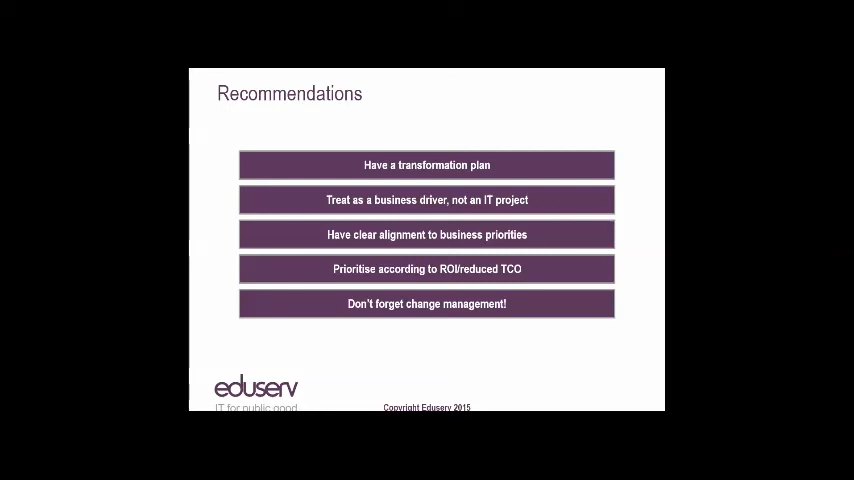 Recommendations
Have a transformation plan
Treat as a business driver, not an IT project
Have clear alignment to business priorities
Prioritise according to ROI/reduced TCO
Don't forget change management!
eduserv
IT for public good
Copyright Eduserv 2015